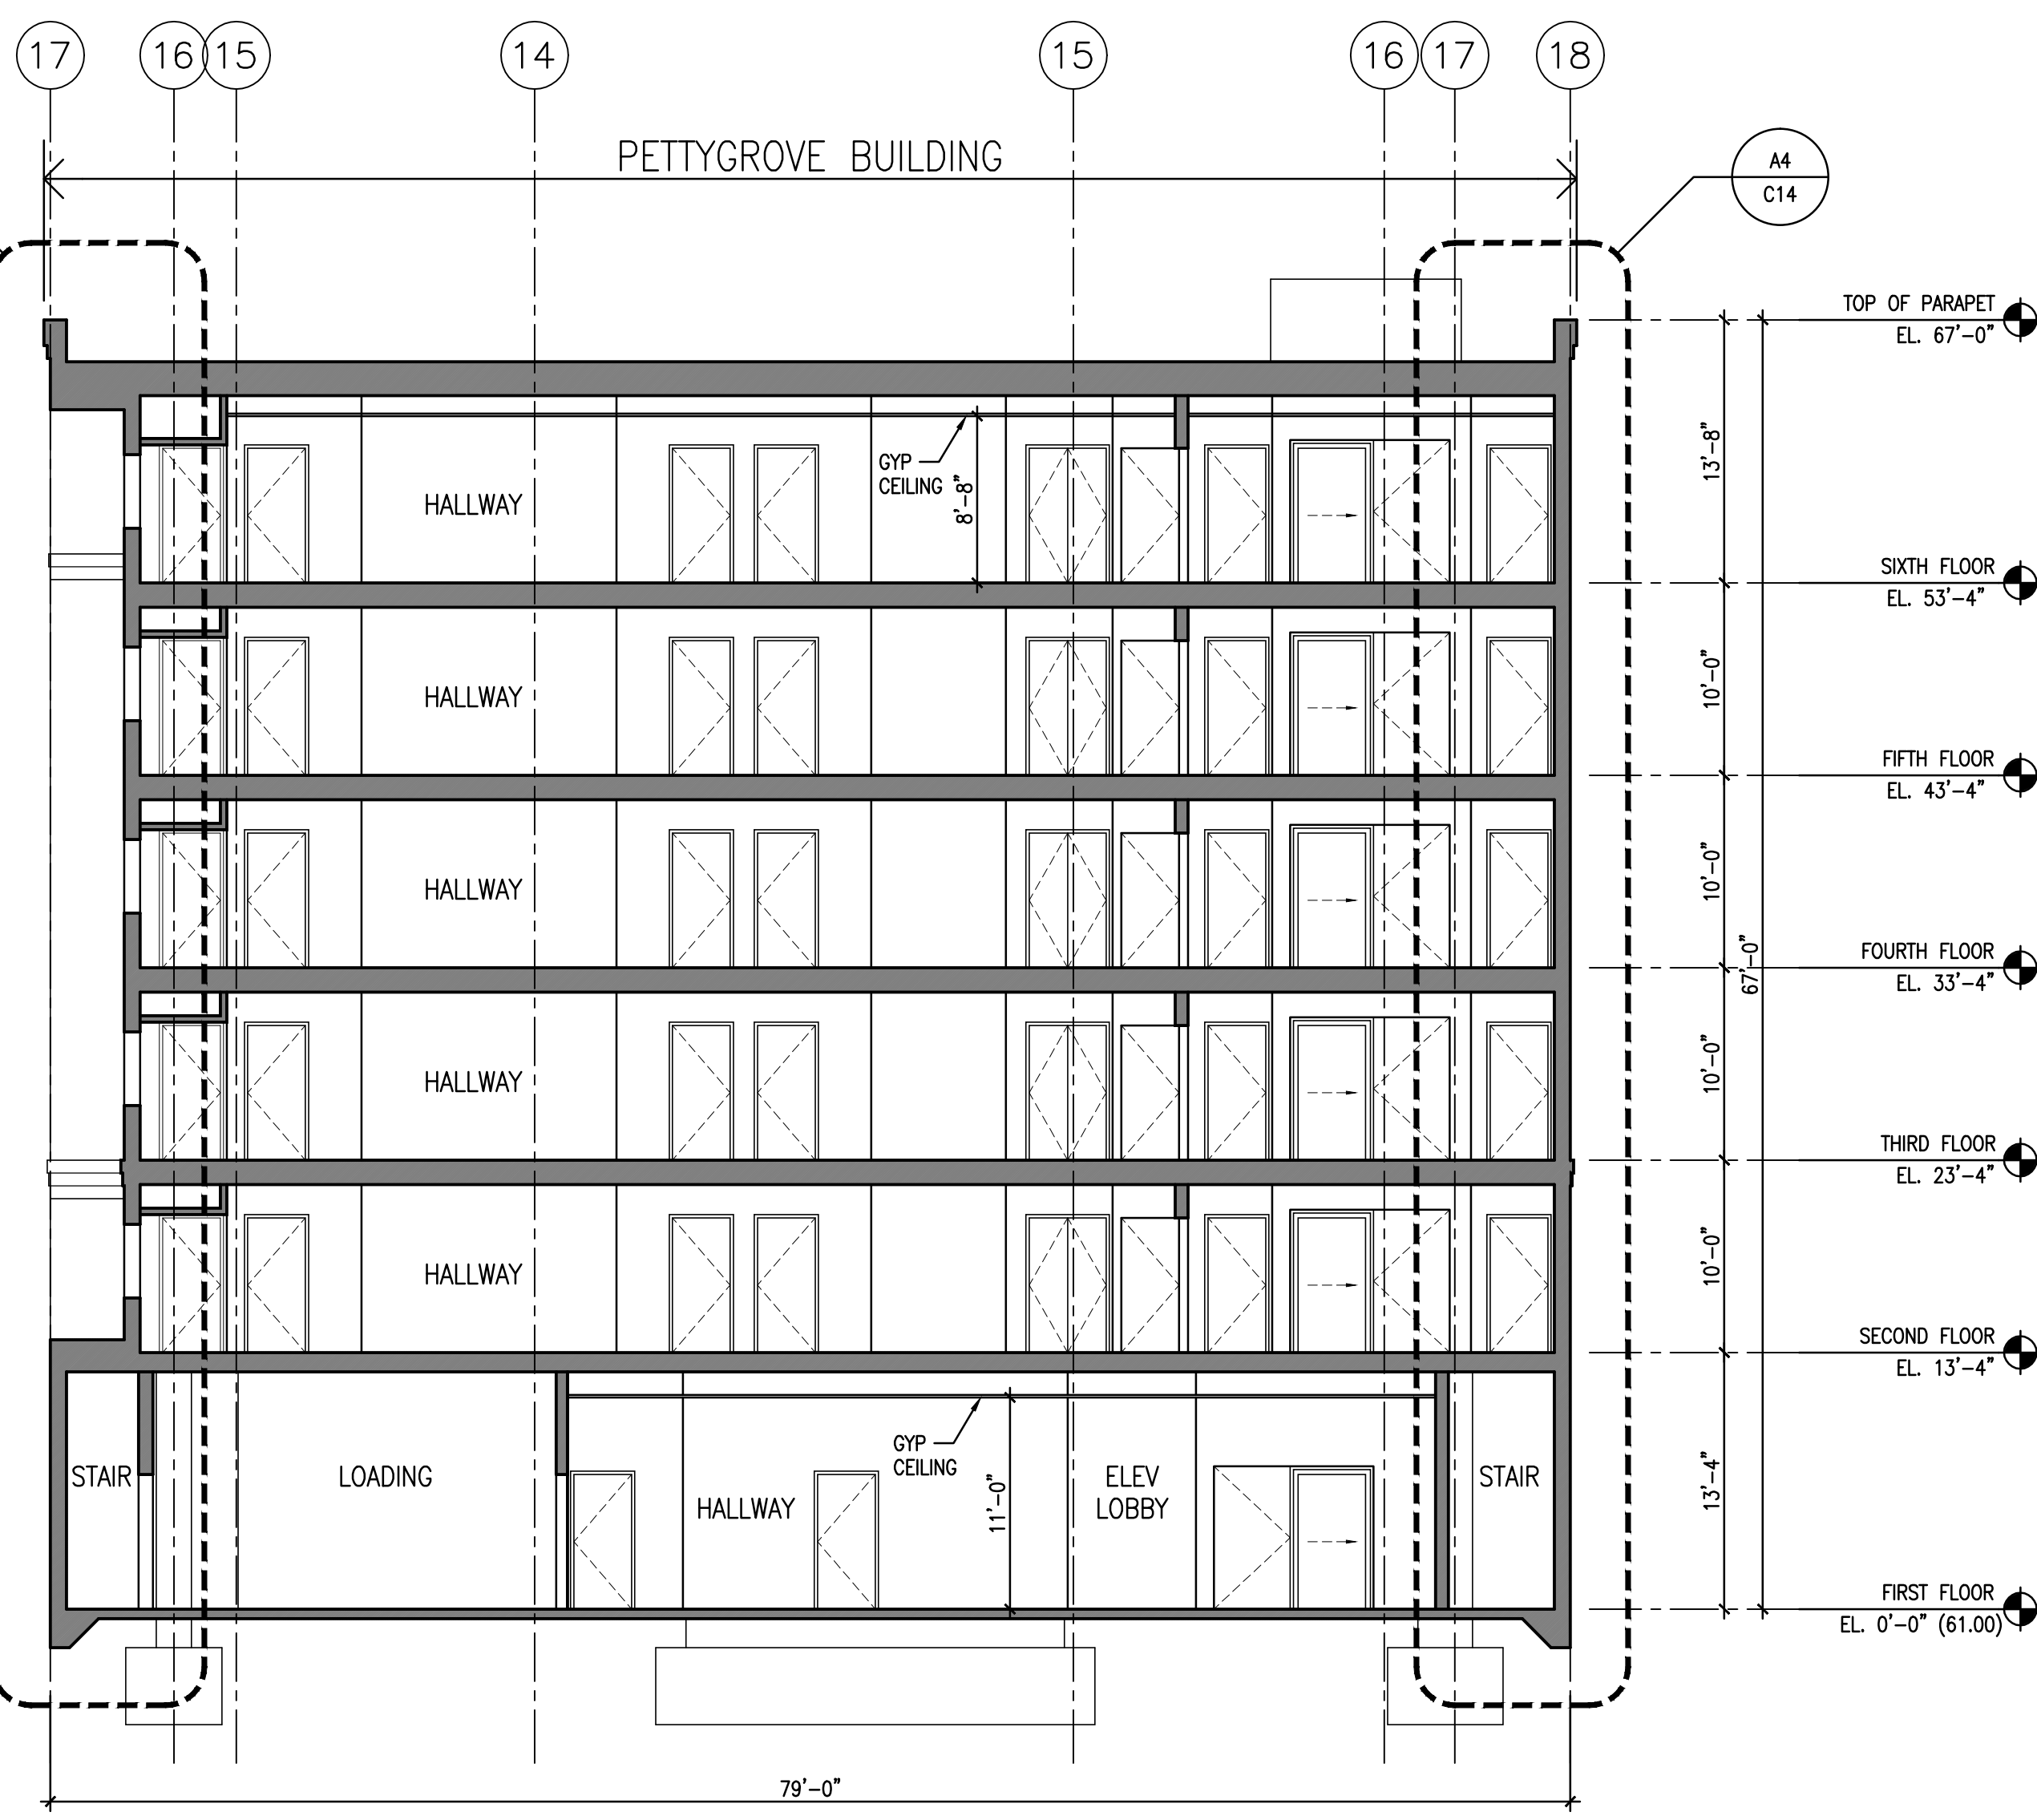 17 16 15 14 15 16 17 18
PETTYGROVE BUILDING
A4
C14
TOP OF PARAPET
EL. 67'-0"
13'-8"
GYP
CEILING
8'-8"
HALLWAY
SIXTH FLOOR
EL. 53'-4"
10'-0"
HALLWAY
FIFTH FLOOR
EL. 43'-4"
10'-0"
HALLWAY
FOURTH FLOOR
EL. 33'-4"
67'-0"
10'-0"
HALLWAY
THIRD FLOOR
EL. 23'-4"
10'-0"
HALLWAY
SECOND FLOOR
EL. 13'-4"
13'-4"
STAIR
LOADING
HALLWAY
GYP
CEILING
11'-0"
ELEV
LOBBY
STAIR
FIRST FLOOR
EL. 0'-0" (61.00)
79'-0"